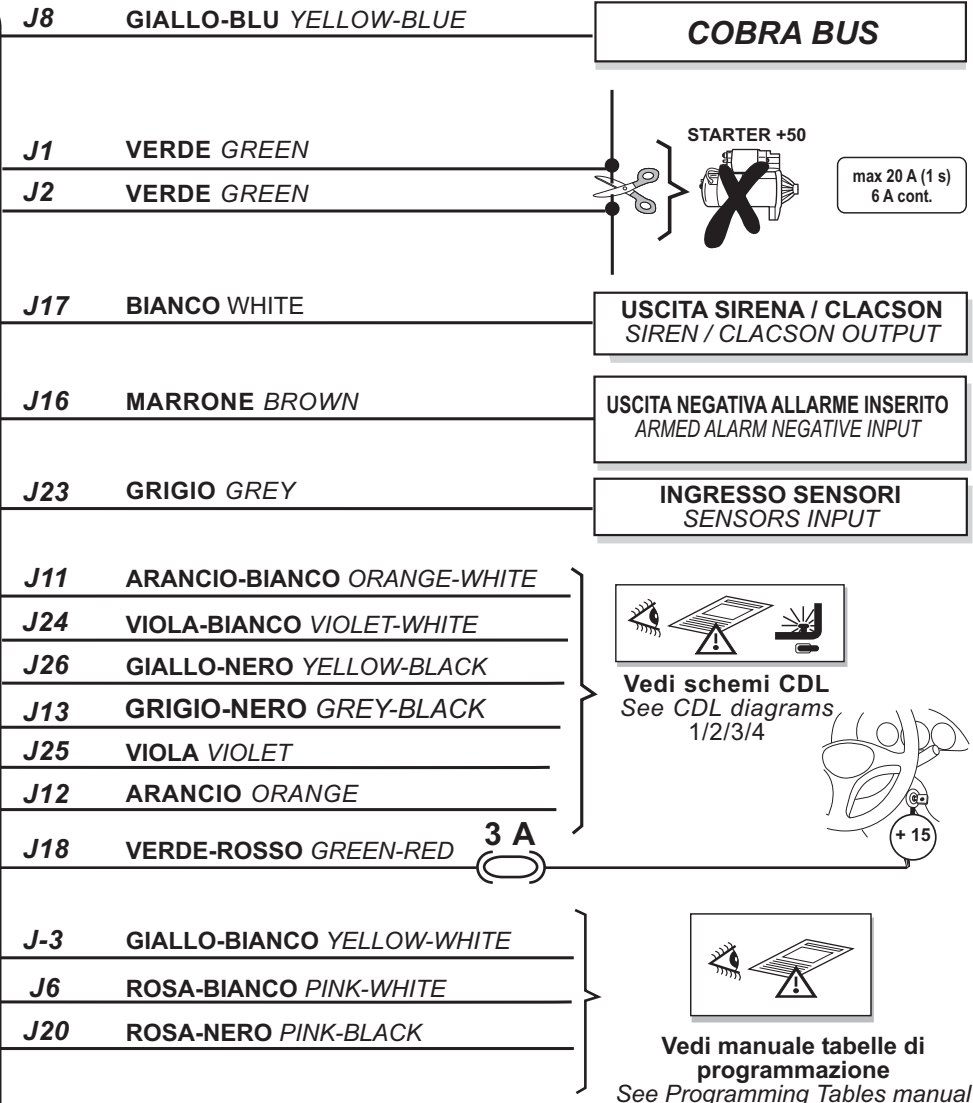 J8 GIALLO-BLU YELLOW-BLUE
COBRA BUS
STARTER +50
J1 VERDE GREEN
J2 VERDE GREEN
max 20 A (1 s)
6 A cont.
J17 BIANCO WHITE
USCITA SIRENA / CLACSON
SIREN / CLACSON OUTPUT
J16 MARRONE BROWN
USCITA NEGATIVA ALLARME INSERITO
ARMED ALARM NEGATIVE INPUT
J23 GRIGIO GREY
INGRESSO SENSORI
SENSORS INPUT
J11 ARANCIO-BIANCO ORANGE-WHITE
J24 VIOLA-BIANCO VIOLET-WHITE
J26 GIALLO-NERO YELLOW-BLACK
J13 GRIGIO-NERO GREY-BLACK
J25 VIOLA VIOLET
J12 ARANCIO ORANGE
!
Vedi schemi CDL
See CDL diagrams
1/2/3/4
J18 VERDE-ROSSO GREEN-RED
3 A
+ 15
J-3 GIALLO-BIANCO YELLOW-WHITE
J6 ROSA-BIANCO PINK-WHITE
J20 ROSA-NERO PINK-BLACK
!
Vedi manuale tabelle di
programmazione
See Programming Tables manual